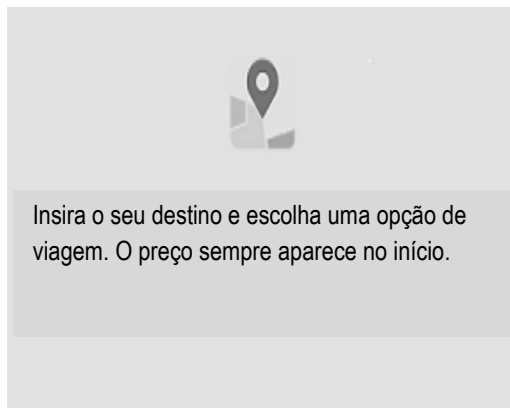 Insira o seu destino e escolha uma opção de
viagem. O preço sempre aparece no início.